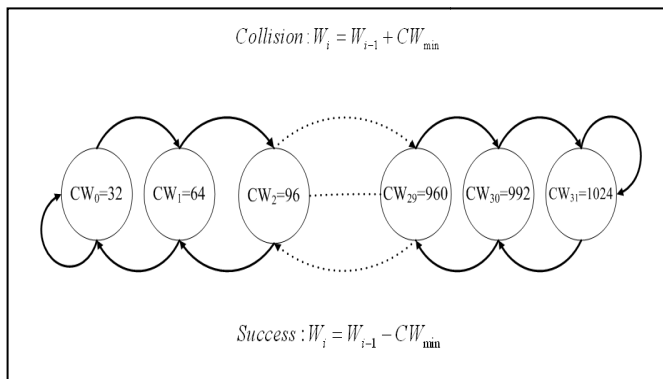 Collision: W_i = W_{i-1} + CW_min
CW_0=32 CW_1=64 CW_2=96 CW_29=960 CW_30=992 CW_31=1024
Success: W_i = W_{i-1} - CW_min